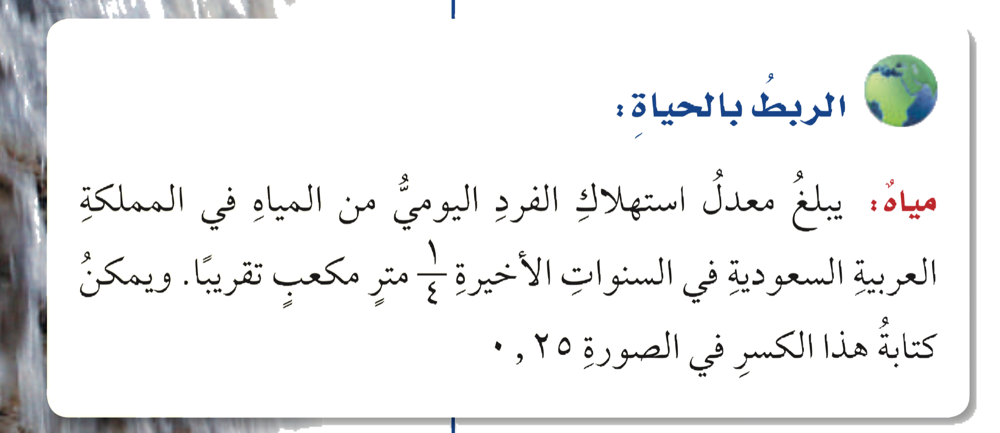 الربطُ بالحياةِ:
مياهٌ: يبلغُ معدلُ استهلاكِ الفردِ اليوميُّ من المياهِ في المملكةِ
العربيةِ السعوديةِ في السنواتِ الأخيرةِ ١/٤ مترٍ مكعبٍ تقريبًا. ويمكنُ
كتابةُ هذا الكسرِ في الصورةِ ٠,٢٥